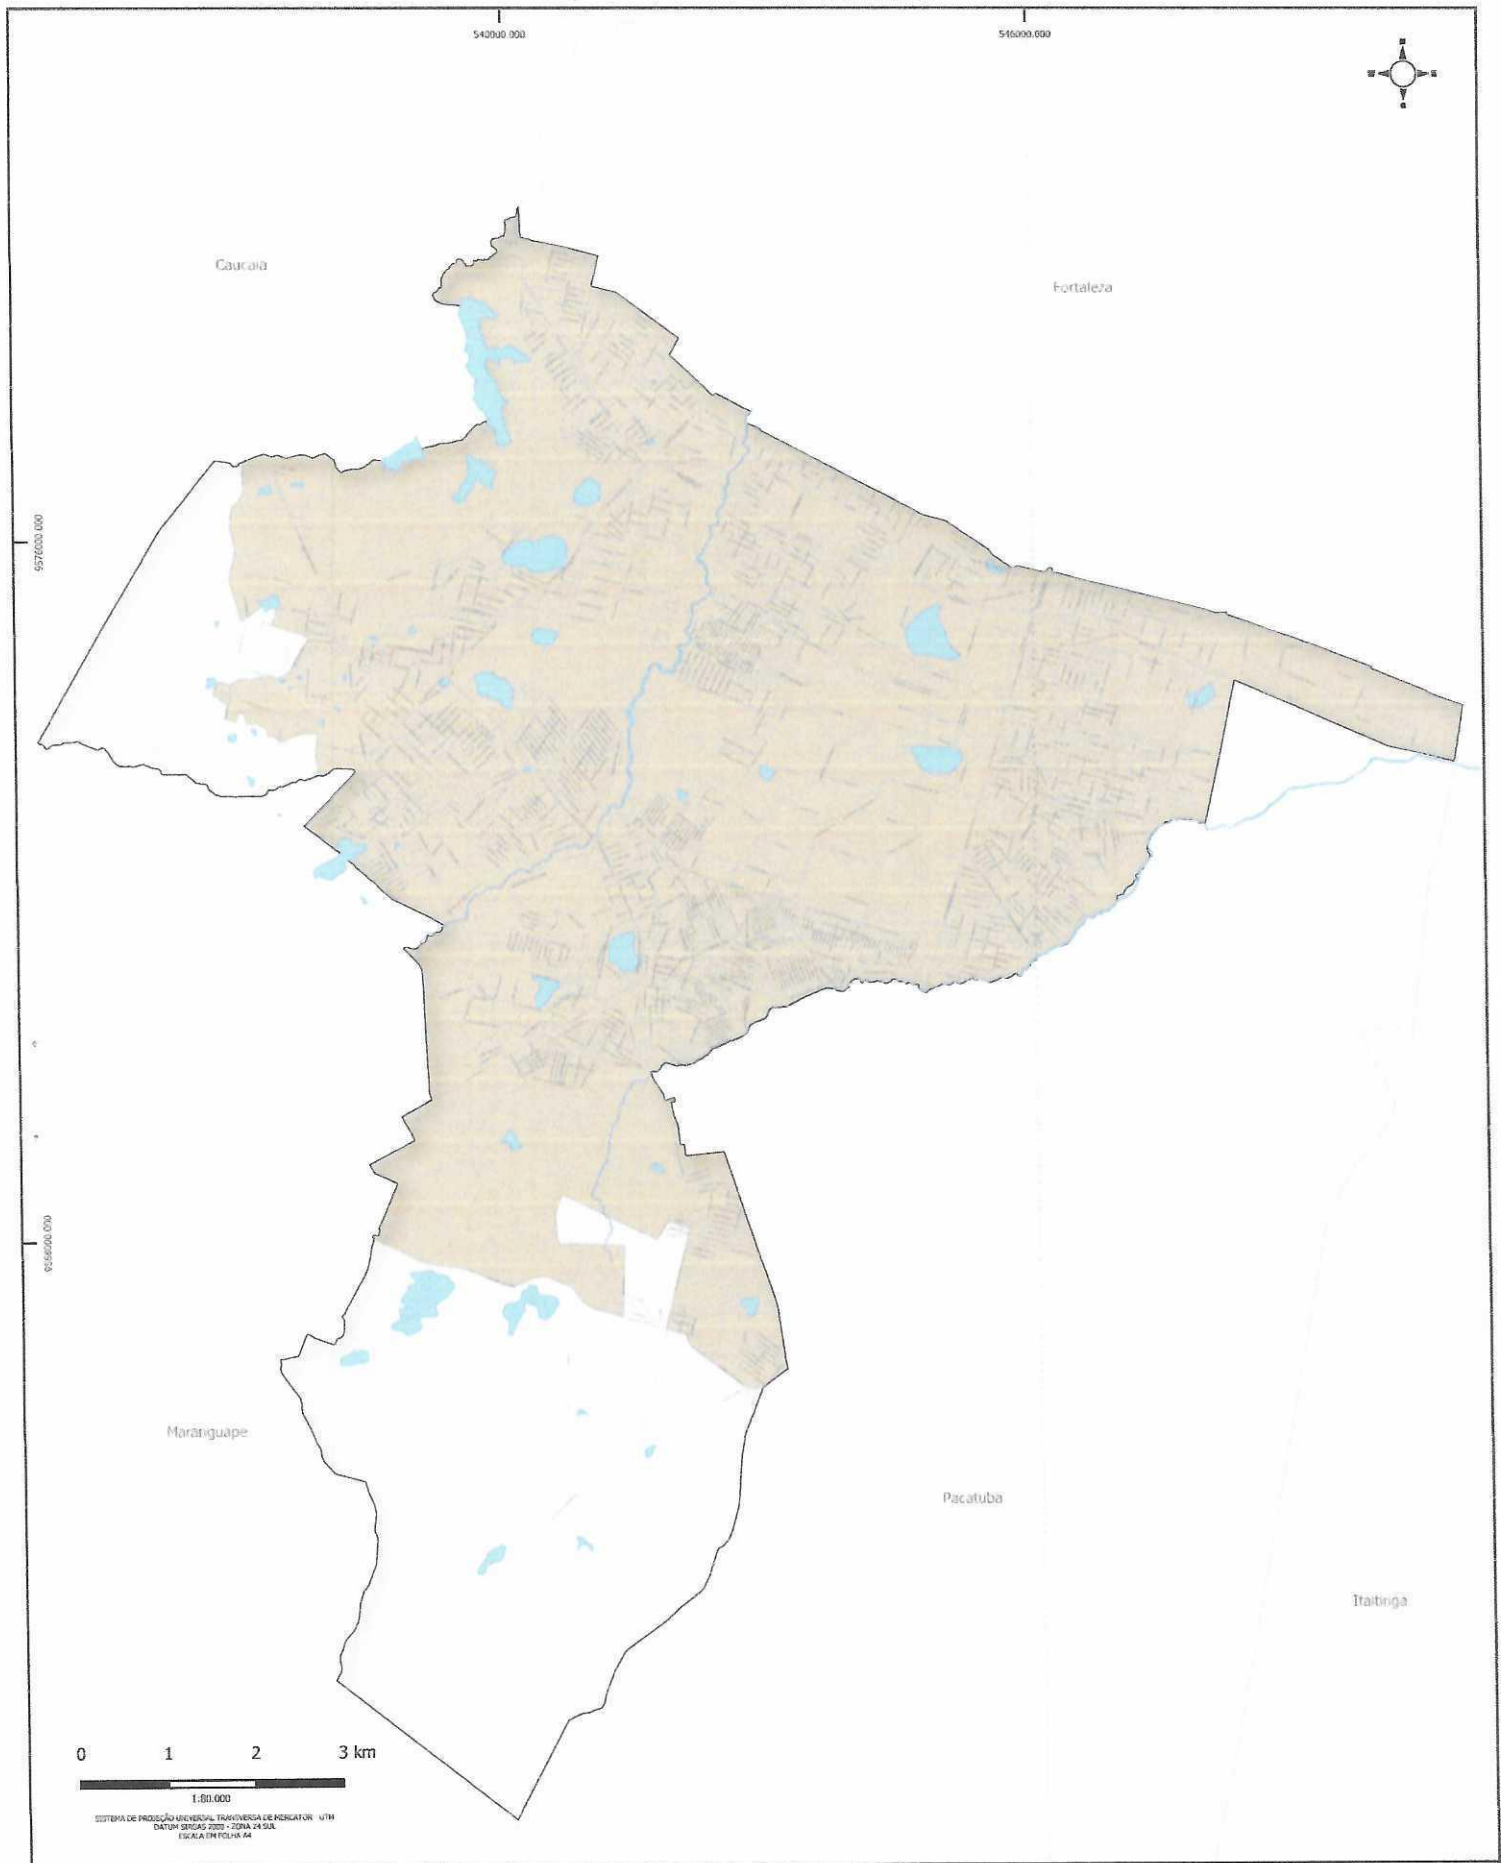 540000.000
546000.000
Caucaia
Fortaleza
9576000.000
9568000.000
Maranguape
Pacatuba
Itaitinga
0 1 2 3 km
1:80.000
SISTEMA DE PROJEÇÃO UNIVERSAL TRANSVERSA DE MERCATOR - UTM
DATUM SIRGAS 2000 - ZONA 24 SUL
ESCALA EM FOLHA A4